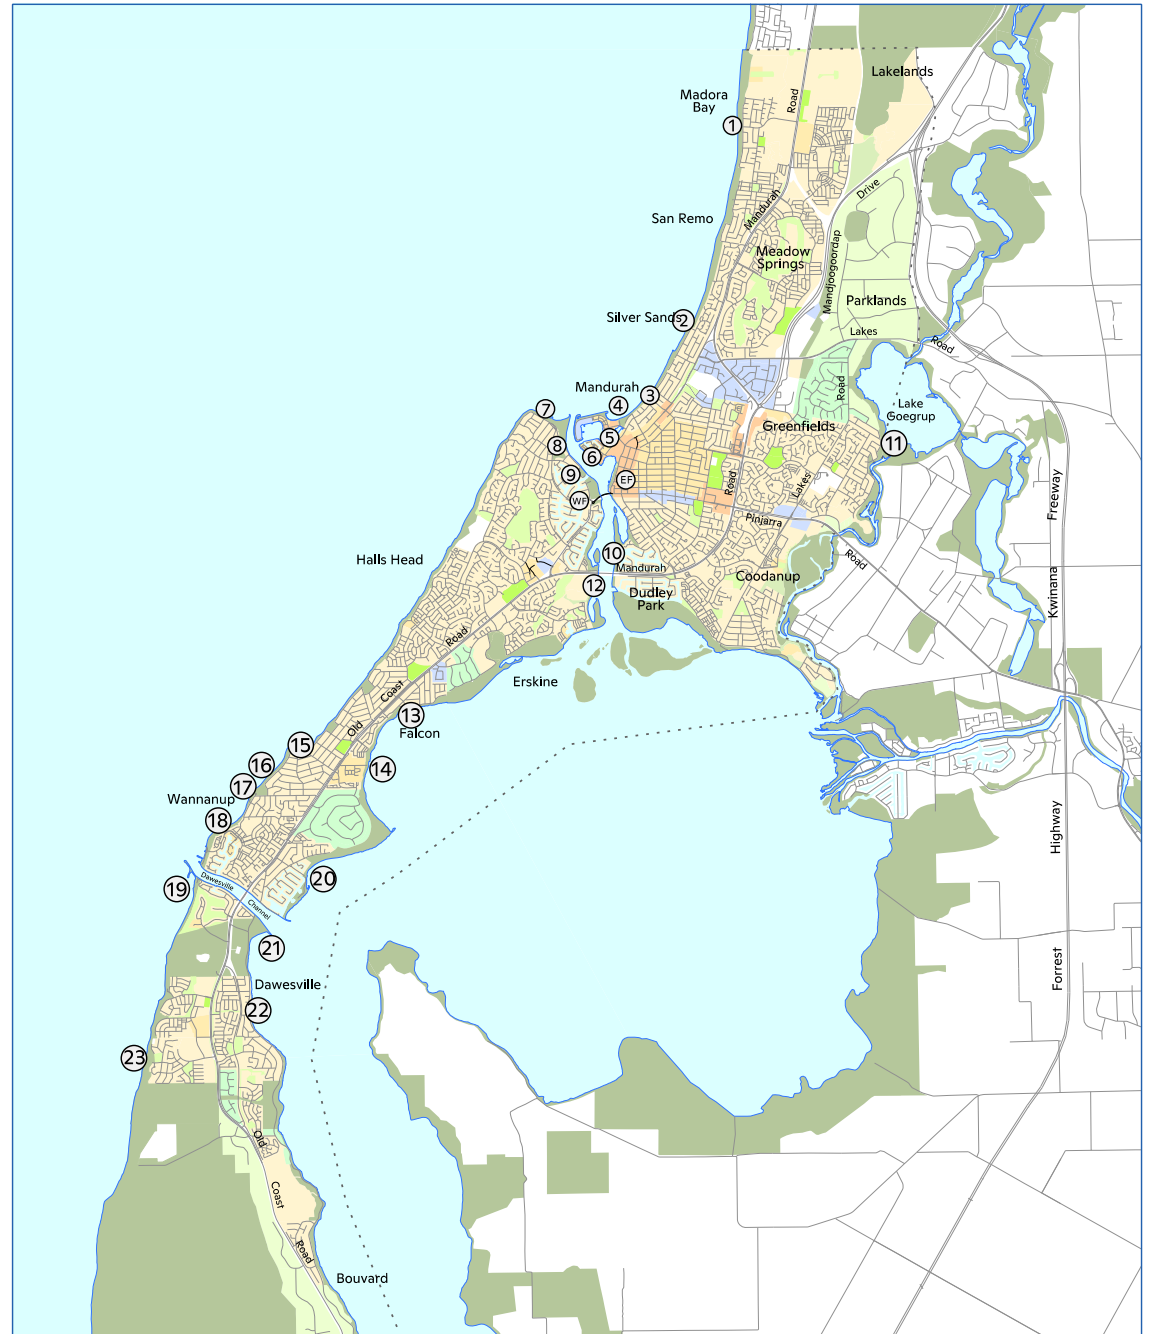 Lakelands
Madora
Bay
Road
1
Drive
San Remo
Mandurah
Meadow
Springs
Mandjoogoordap
Parklands
Silver Sands
2
Lakes
Road
Mandurah
3
4
7
Road
Lake
Goegrup
Greenfields
5
8
6
11
9
EF
Road
Lakes
WF
Freeway
Pinjarra
Road
10
Halls Head
Mandurah
Coodanup
12
Dudley
Park
Kwinana
Road
Erskine
Coast
13
Old
Falcon
15
16
14
17
Wannanup
18
Highway
Dawesville
19
20
Channel
21
Forrest
Dawesville
22
23
Old
Coast
Road
Bouvard